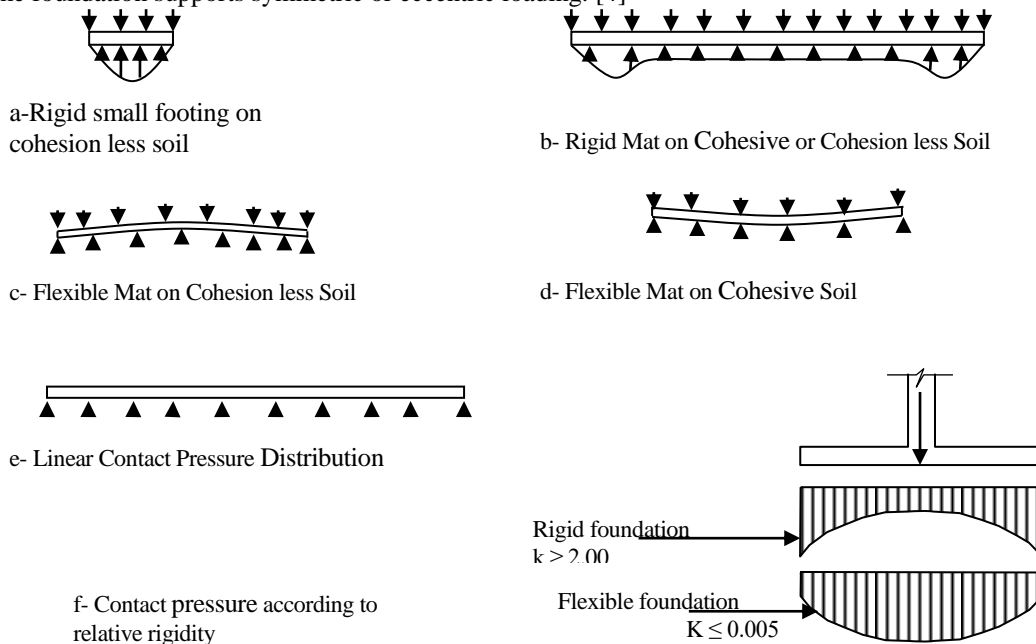 he foundation supports symmetric or eccentric loading.
a-Rigid small footing on
cohesion less soil
b- Rigid Mat on Cohesive or Cohesion less Soil
c- Flexible Mat on Cohesion less Soil
d- Flexible Mat on Cohesive Soil
e- Linear Contact Pressure Distribution
Rigid foundation
k ≥ 2.00
Flexible foundation
K ≤ 0.005
f- Contact pressure according to
relative rigidity